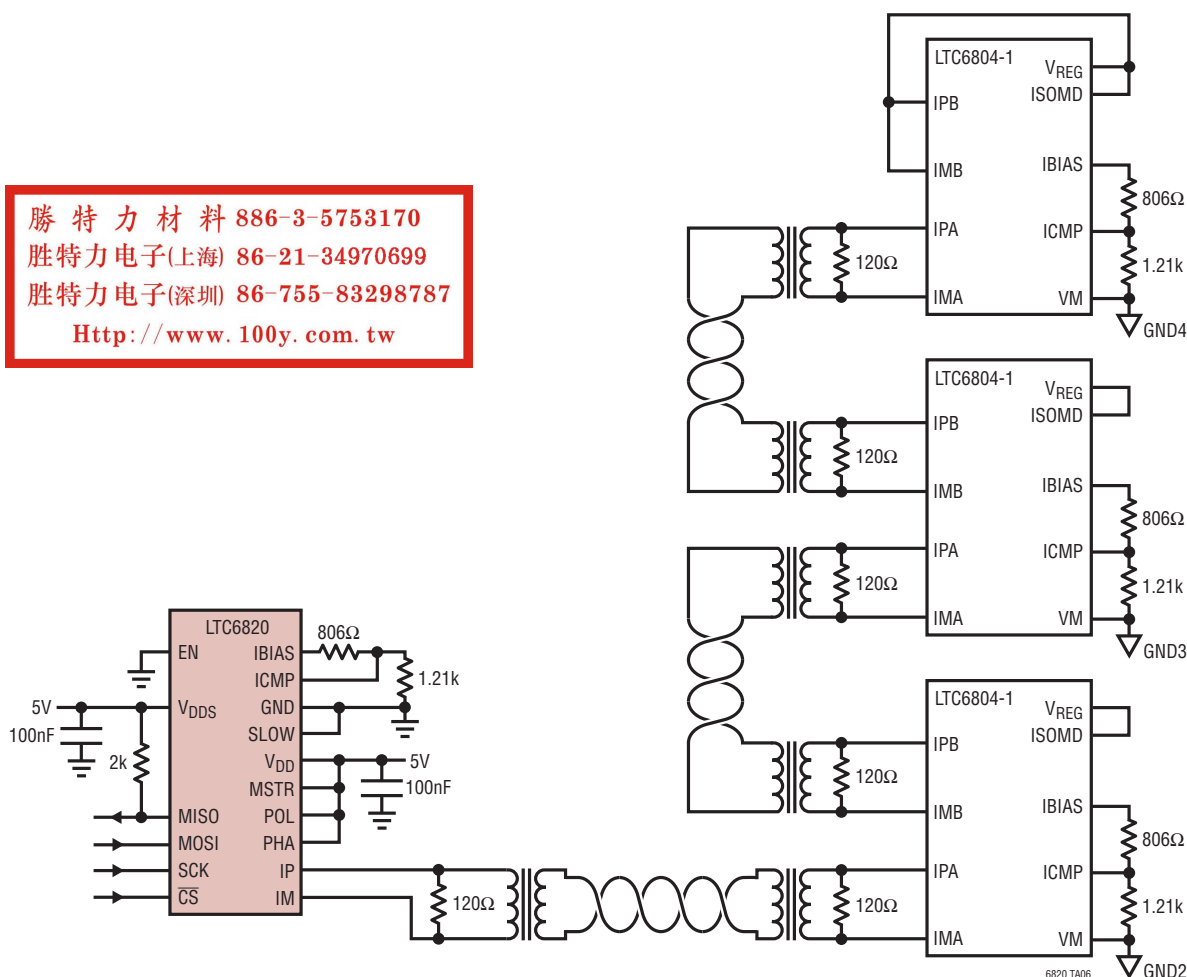 LTC6804-1
VREG
ISOMD
IPB
IMB
IBIAS
806Ω
IPA
ICMP
120Ω
1.21k
IMA
VM
GND4
勝特力材料 886-3-5753170
胜特力电子(上海) 86-21-34970699
胜特力电子(深圳) 86-755-83298787
Http://www.100y.com.tw
LTC6804-1
VREG
ISOMD
IPB
120Ω
IMB
IBIAS
806Ω
IPA
ICMP
120Ω
1.21k
IMA
VM
GND3
LTC6820
EN
IBIAS
806Ω
ICMP
1.21k
5V
VDDS
GND
100nF
SLOW
2k
VDD
5V
MSTR
100nF
MISO
POL
MOSI
PHA
SCK
IP
CS
IM
120Ω
LTC6804-1
VREG
ISOMD
IPB
120Ω
IMB
IBIAS
806Ω
IPA
ICMP
120Ω
1.21k
IMA
VM
GND2
6820 TA06